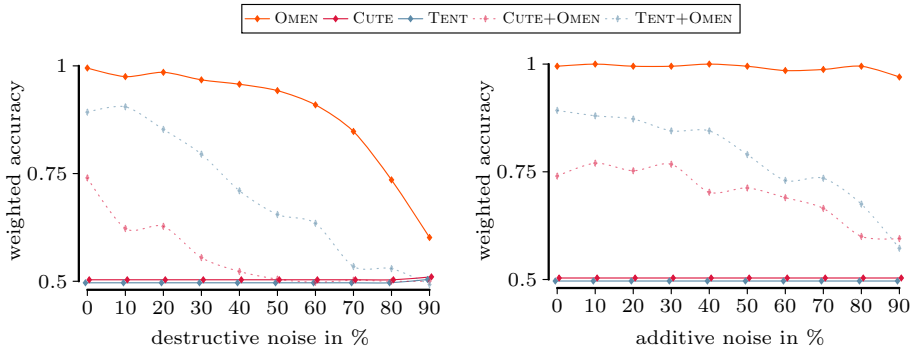 OMEN CUTE TENT CUTE+OMEN TENT+OMEN
weighted accuracy
1
0.75
0.5
0 10 20 30 40 50 60 70 80 90
destructive noise in %
weighted accuracy
1
0.75
0.5
0 10 20 30 40 50 60 70 80 90
additive noise in %